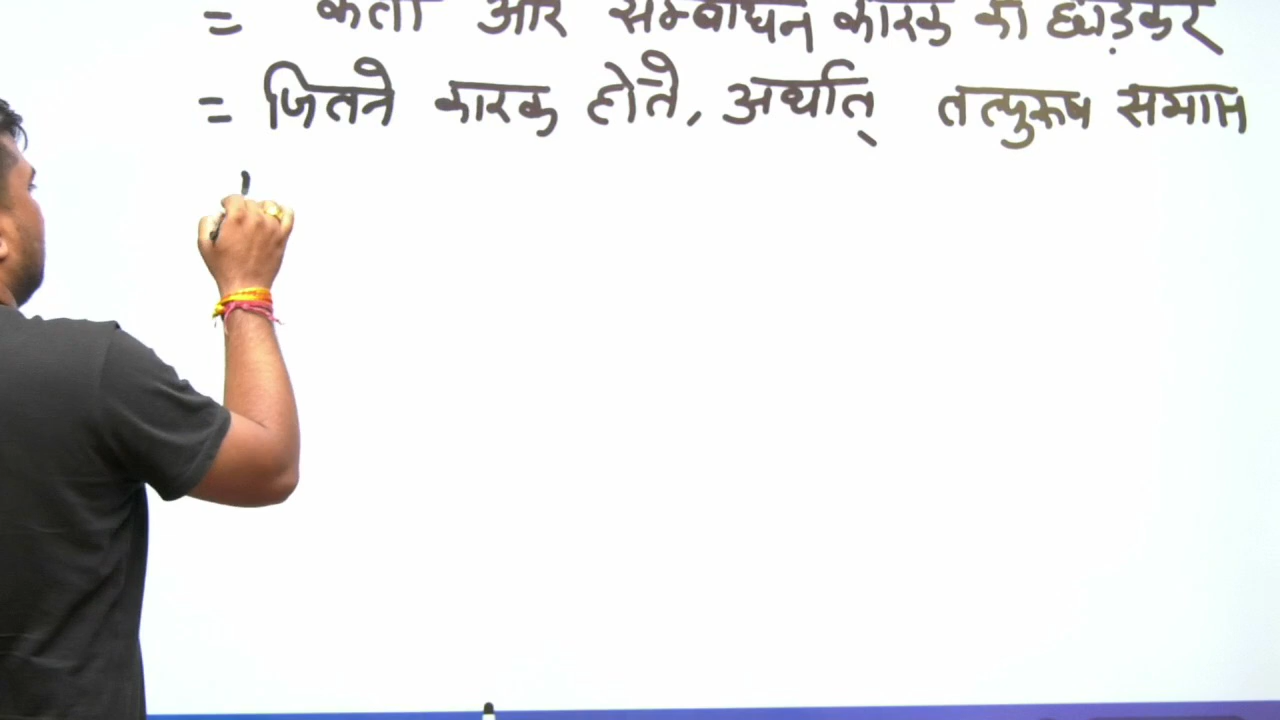 = कर्ता और सम्बोधन कारक को छोड़कर
= जितने कारक होते, अर्थात् तत्पुरुष समास